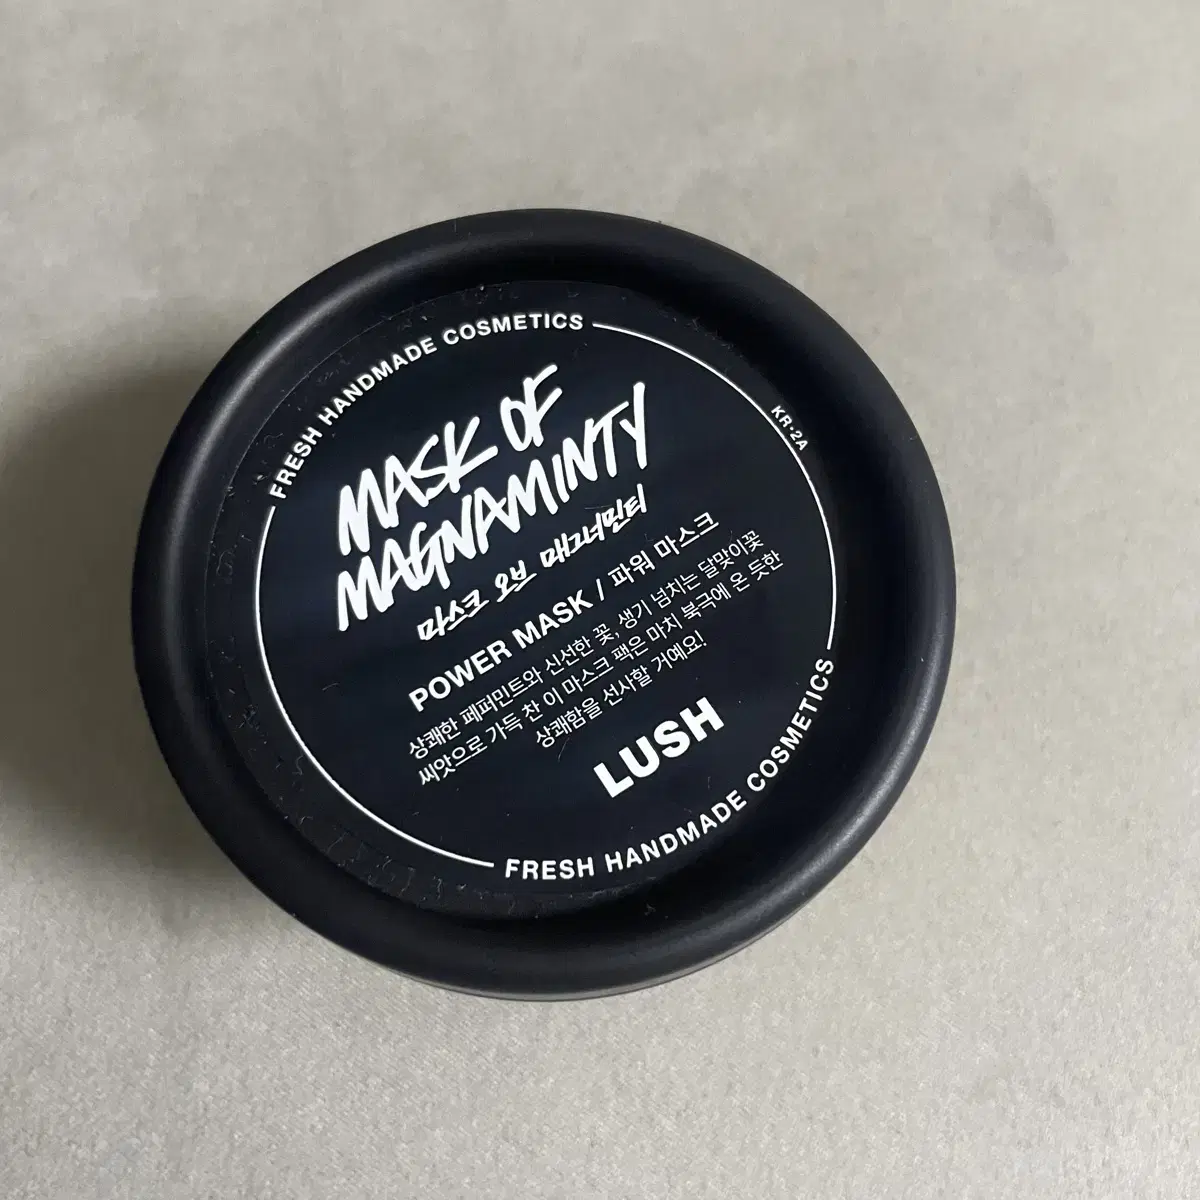 FRESH HANDMADE COSMETICS
KR-2A
MASK OF
MAGNAMINTY
마스크 오브 매그너민티
POWER MASK / 파워 마스크
상쾌한 페퍼민트와 신선한 꽃, 생기 넘치는 달맞이꽃
씨앗으로 가득 찬 이 마스크 팩은 마치 북극에 온 듯한
상쾌함을 선사할 거예요!
LUSH
FRESH HANDMADE COSMETICS